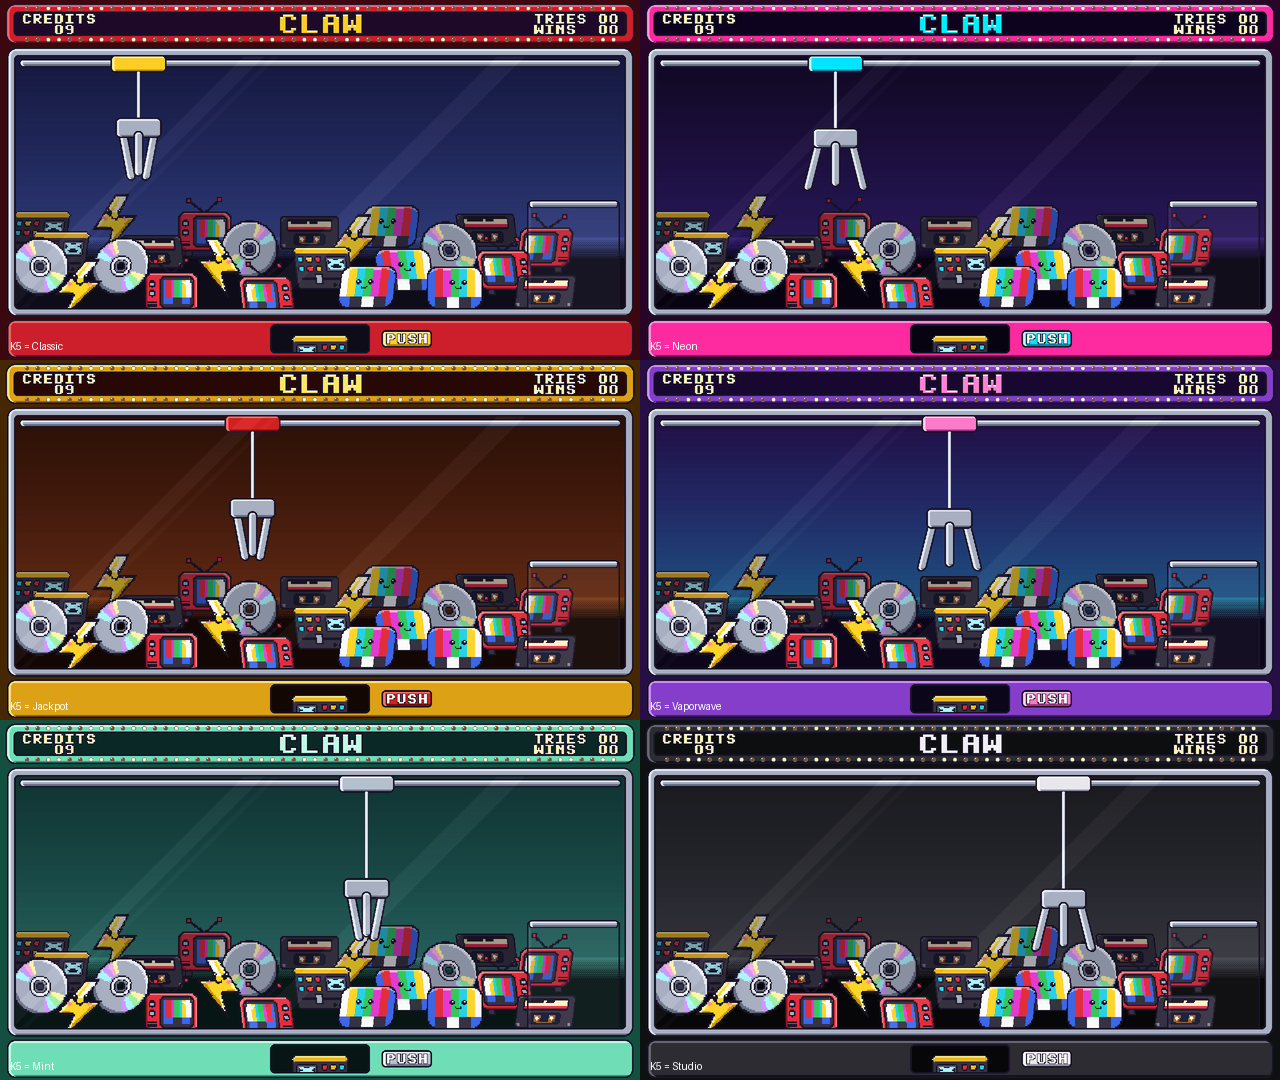 CREDITS
09
CLAW
TRIES 00
WINS 00
PUSH
K5 = Classic
CREDITS
09
CLAW
TRIES 00
WINS 00
PUSH
K5 = Neon
CREDITS
09
CLAW
TRIES 00
WINS 00
PUSH
K5 = Jackpot
CREDITS
09
CLAW
TRIES 00
WINS 00
PUSH
K5 = Vaporwave
CREDITS
09
CLAW
TRIES 00
WINS 00
PUSH
K5 = Mint
CREDITS
09
CLAW
TRIES 00
WINS 00
PUSH
K5 = Studio